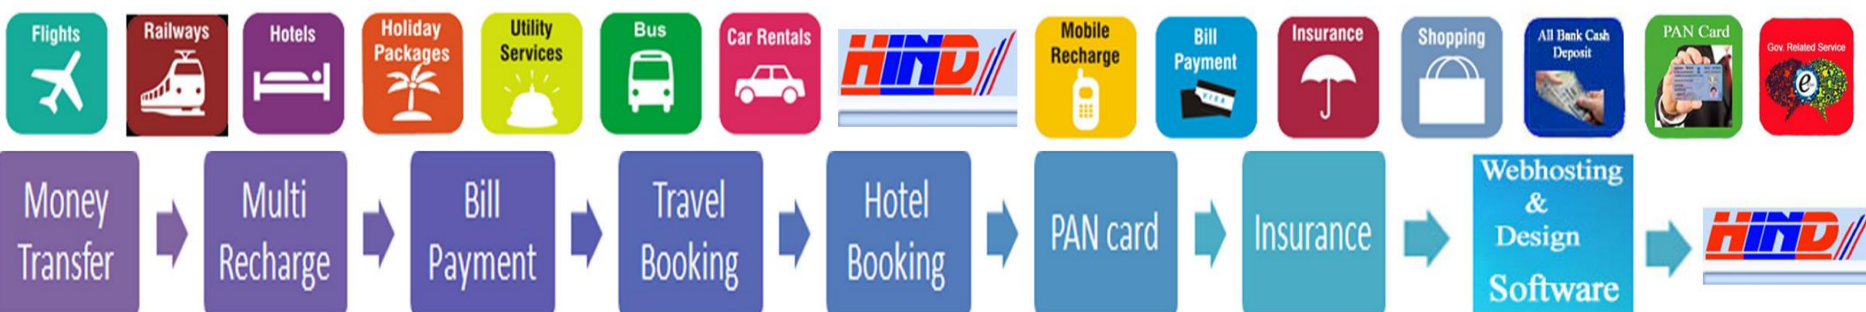 Flights
Railways
Hotels
Holiday
Packages
Utility
Services
Bus
Car Rentals
HIND
Mobile
Recharge
Bill
Payment
VISA
Insurance
Shopping
All Bank Cash
Deposit
PAN Card
Gov. Related Service
e
Money
Transfer
Multi
Recharge
Bill
Payment
Travel
Booking
Hotel
Booking
PAN card
Insurance
Webhosting
&
Design
Software
HIND